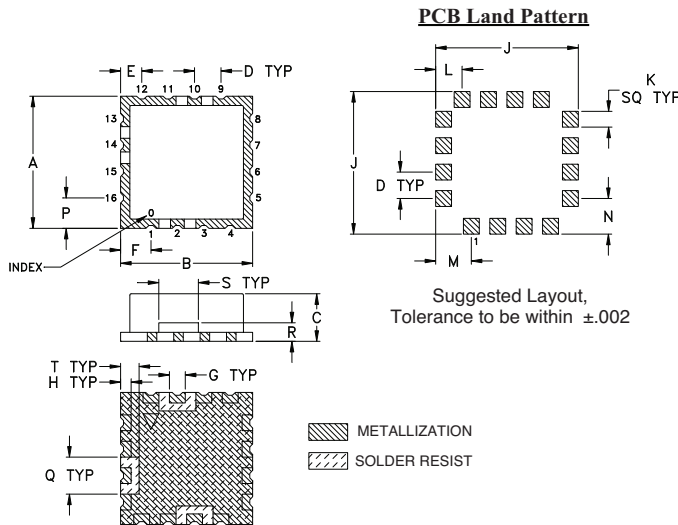 PCB Land Pattern
E
D TYP
12 11 10 9
13
14
15
16
8
7
6
5
A
P
0
1 2 3 4
F
B
INDEX
J
L
K
SQ TYP
J
D TYP
N
1
M
S TYP
C
R
Suggested Layout,
Tolerance to be within ±.002
T TYP
H TYP
G TYP
Q TYP
METALLIZATION
SOLDER RESIST